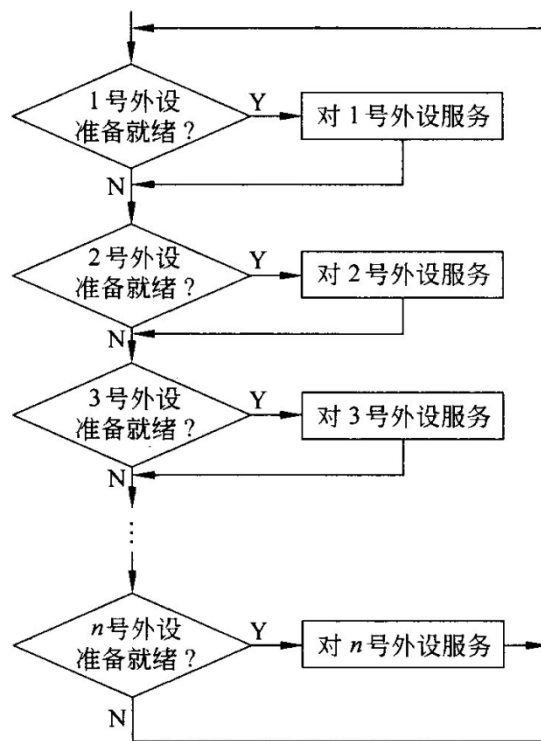 1号外设
准备就绪？
Y
对1号外设服务
N
2号外设
准备就绪？
Y
对2号外设服务
N
3号外设
准备就绪？
Y
对3号外设服务
N
⋮
n号外设
准备就绪？
Y
对n号外设服务
N